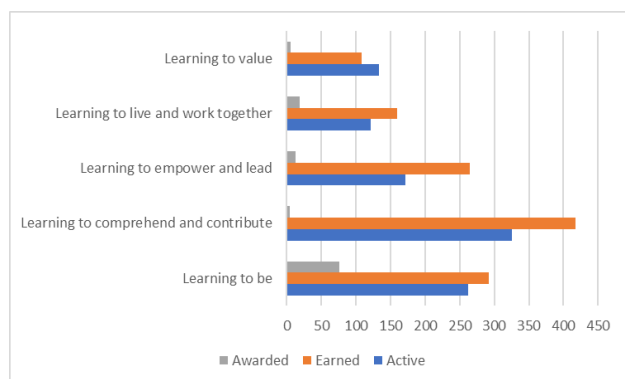 Learning to value
Learning to live and work together
Learning to empower and lead
Learning to comprehend and contribute
Learning to be
0 50 100 150 200 250 300 350 400 450
Awarded Earned Active